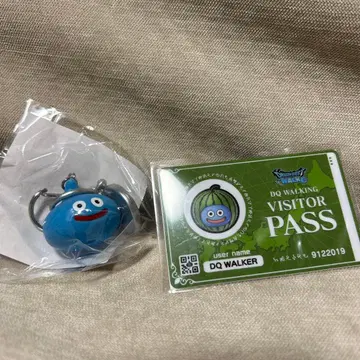 DQ WALKING
VISITOR
PASS
user name
DQ WALKER
9122019